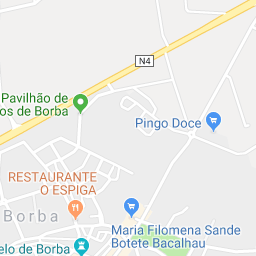 N4
Pavilhão de
os de Borba
Pingo Doce
RESTAURANTE
O ESPIGA
Borba
Maria Filomena Sande
Botete Bacalhau
elo de Borba